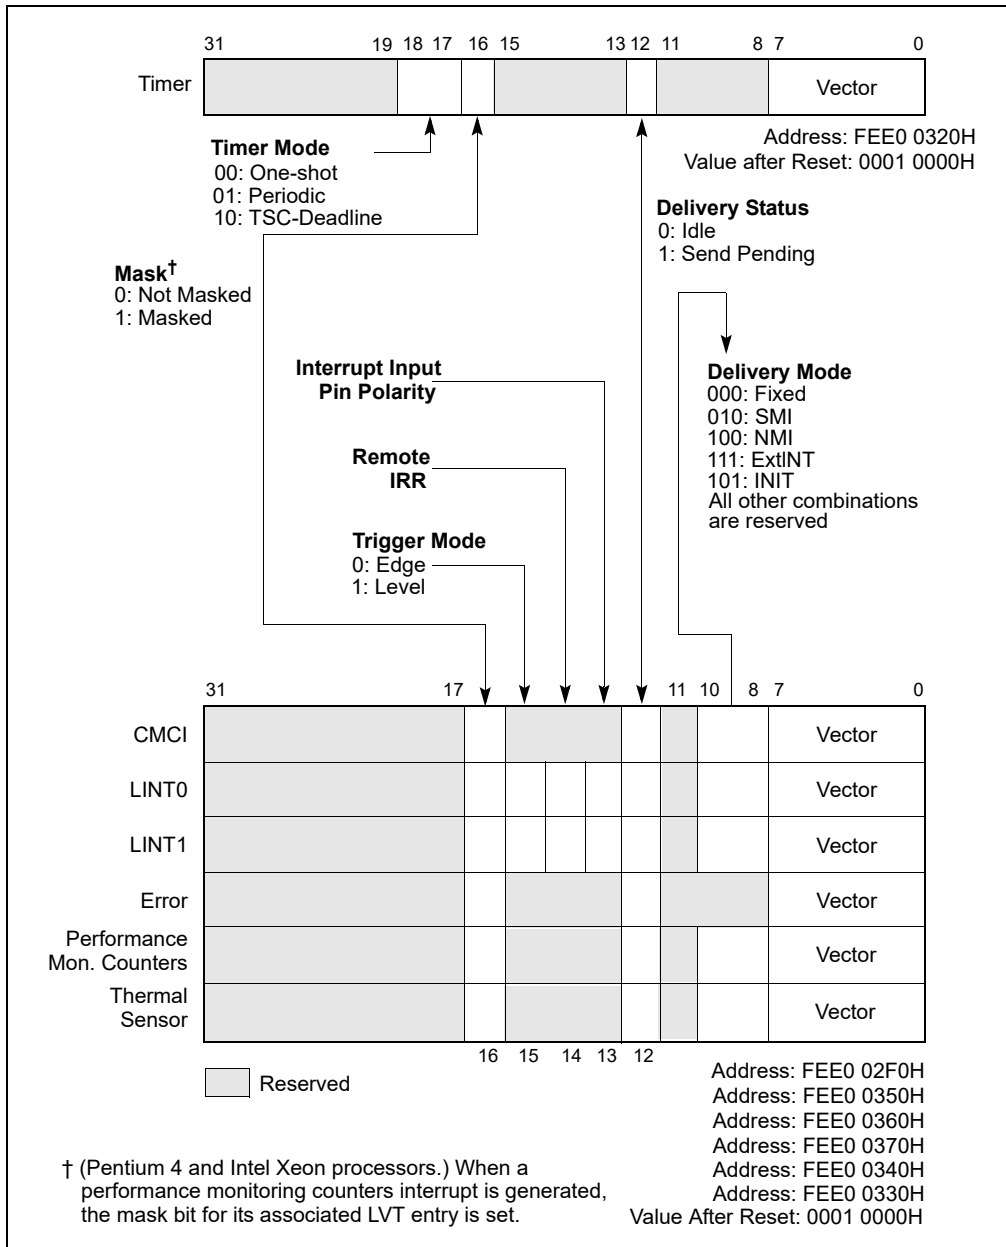 31 19 18 17 16 15 13 12 11 8 7 0
Timer Vector
Address: FEE0 0320H
Value after Reset: 0001 0000H
Timer Mode
00: One-shot
01: Periodic
10: TSC-Deadline
Delivery Status
0: Idle
1: Send Pending
Mask†
0: Not Masked
1: Masked
Interrupt Input
Pin Polarity
Delivery Mode
000: Fixed
010: SMI
100: NMI
111: ExtINT
101: INIT
All other combinations
are reserved
Remote
IRR
Trigger Mode
0: Edge
1: Level
31 17 11 10 8 7 0
CMCI Vector
LINT0 Vector
LINT1 Vector
Error Vector
Performance
Mon. Counters Vector
Thermal
Sensor Vector
16 15 14 13 12
Reserved
Address: FEE0 02F0H
Address: FEE0 0350H
Address: FEE0 0360H
Address: FEE0 0370H
Address: FEE0 0340H
Address: FEE0 0330H
Value After Reset: 0001 0000H
† (Pentium 4 and Intel Xeon processors.) When a
performance monitoring counters interrupt is generated,
the mask bit for its associated LVT entry is set.